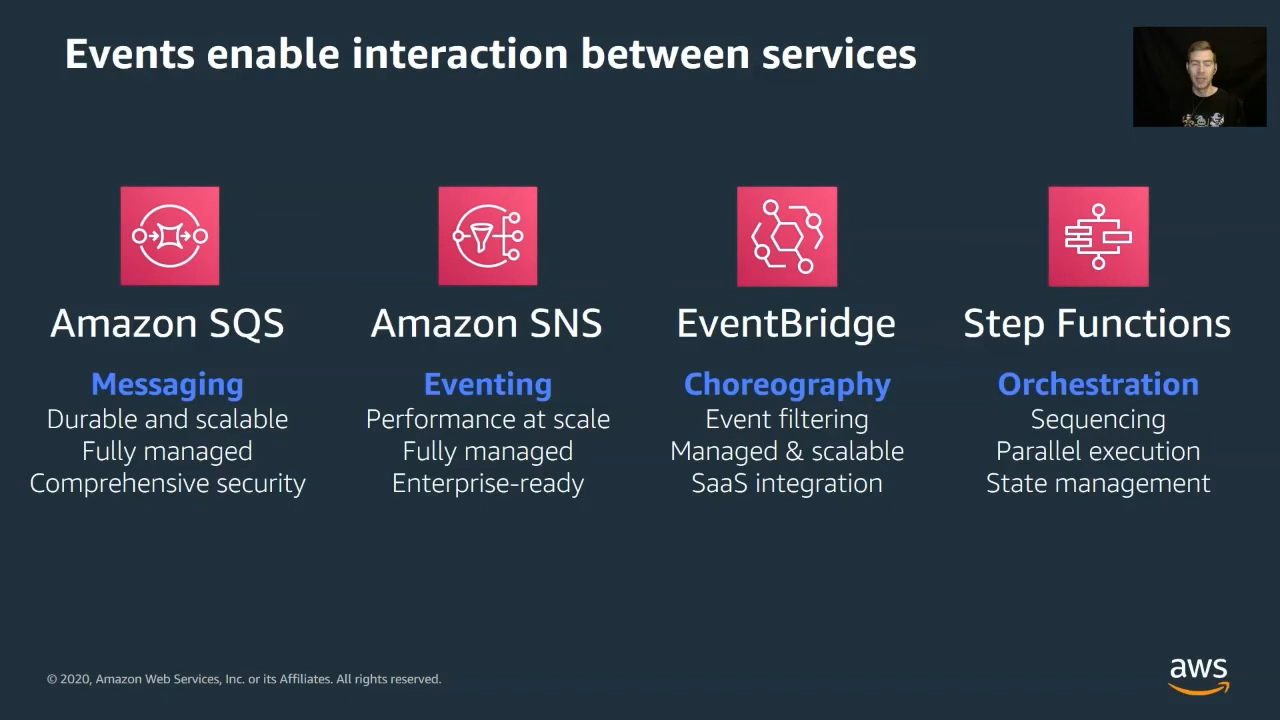 Events enable interaction between services
Amazon SQS
Messaging
Durable and scalable
Fully managed
Comprehensive security
Amazon SNS
Eventing
Performance at scale
Fully managed
Enterprise-ready
EventBridge
Choreography
Event filtering
Managed & scalable
SaaS integration
Step Functions
Orchestration
Sequencing
Parallel execution
State management
© 2020, Amazon Web Services, Inc. or its Affiliates. All rights reserved.
aws